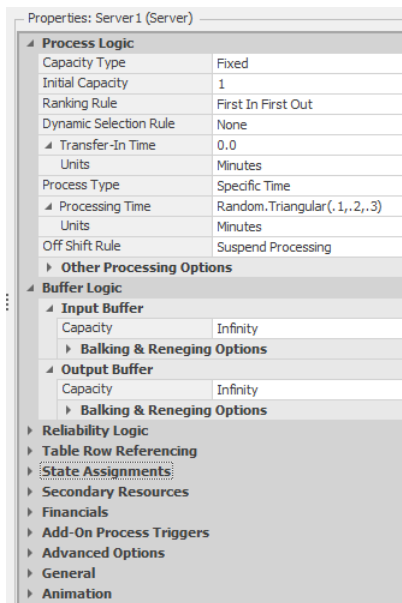 Properties: Server1 (Server)
Process Logic
Capacity Type Fixed
Initial Capacity 1
Ranking Rule First In First Out
Dynamic Selection Rule None
Transfer-In Time 0.0
Units Minutes
Process Type Specific Time
Processing Time Random.Triangular(.1,.2,.3)
Units Minutes
Off Shift Rule Suspend Processing
Other Processing Options
Buffer Logic
Input Buffer
Capacity Infinity
Balking & Reneging Options
Output Buffer
Capacity Infinity
Balking & Reneging Options
Reliability Logic
Table Row Referencing
State Assignments
Secondary Resources
Financials
Add-On Process Triggers
Advanced Options
General
Animation